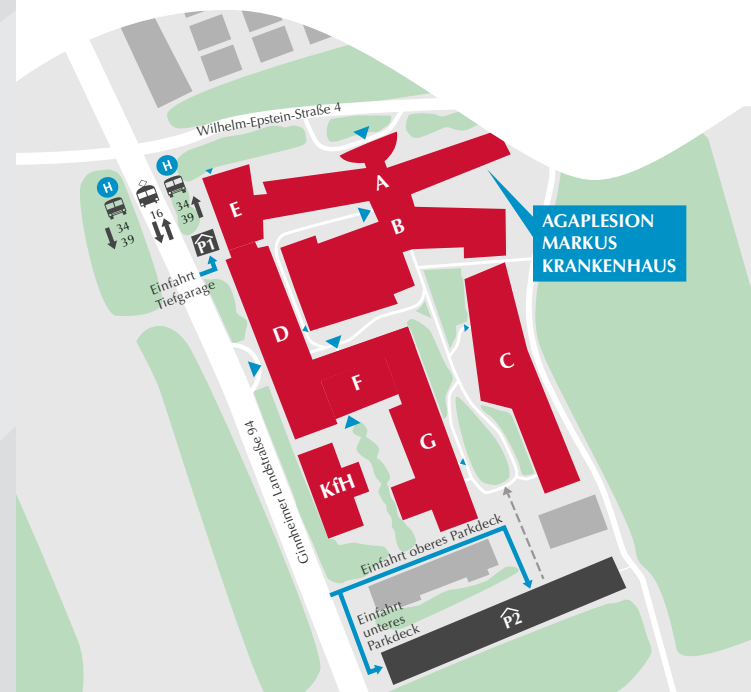 Wilhelm-Epstein-Straße 4
H
H
34
39
16
34
39
P1
Einfahrt
Tiefgarage
E
A
B
AGAPLESION
MARKUS
KRANKENHAUS
D
C
F
G
KfH
Ginnheimer Landstraße 94
Einfahrt oberes Parkdeck
Einfahrt
unteres
Parkdeck
P2